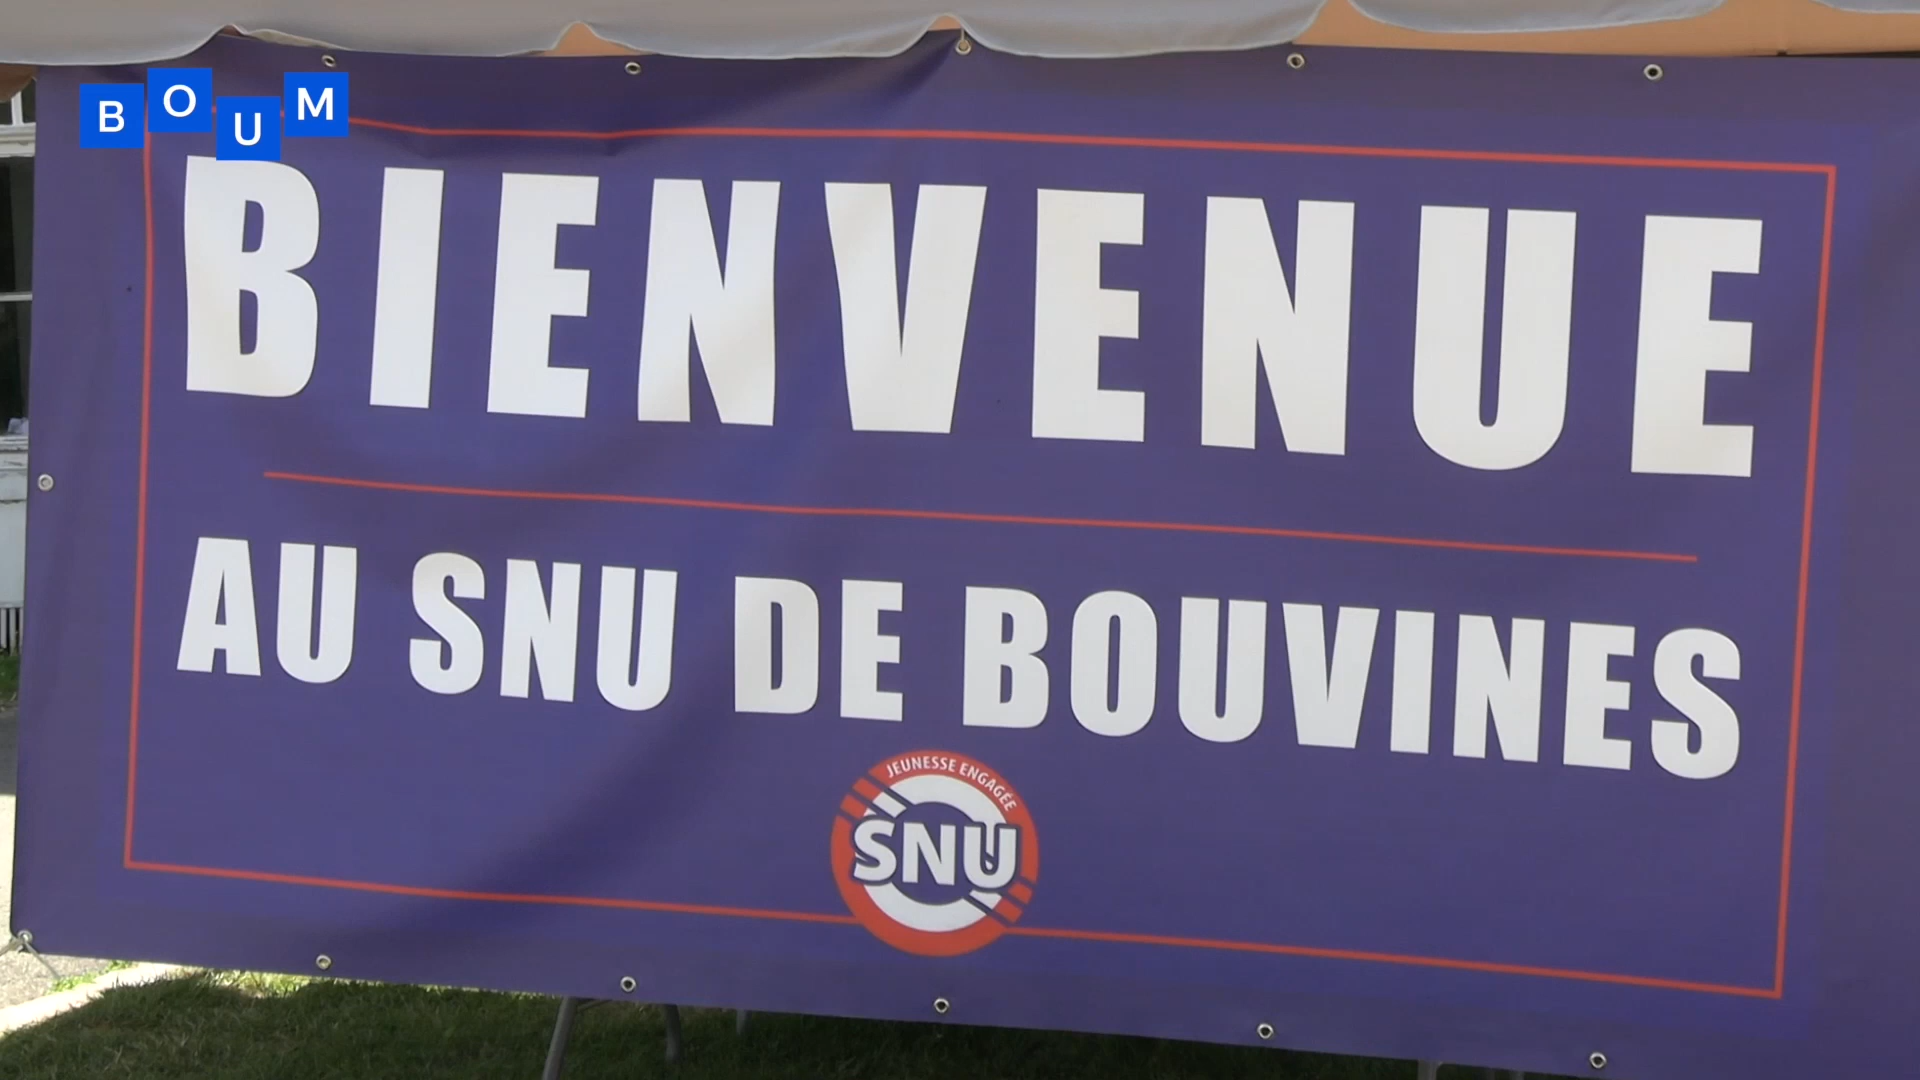 BOUM
BIENVENUE
AU SNU DE BOUVINES
JEUNESSE ENGAGÉE
SNU